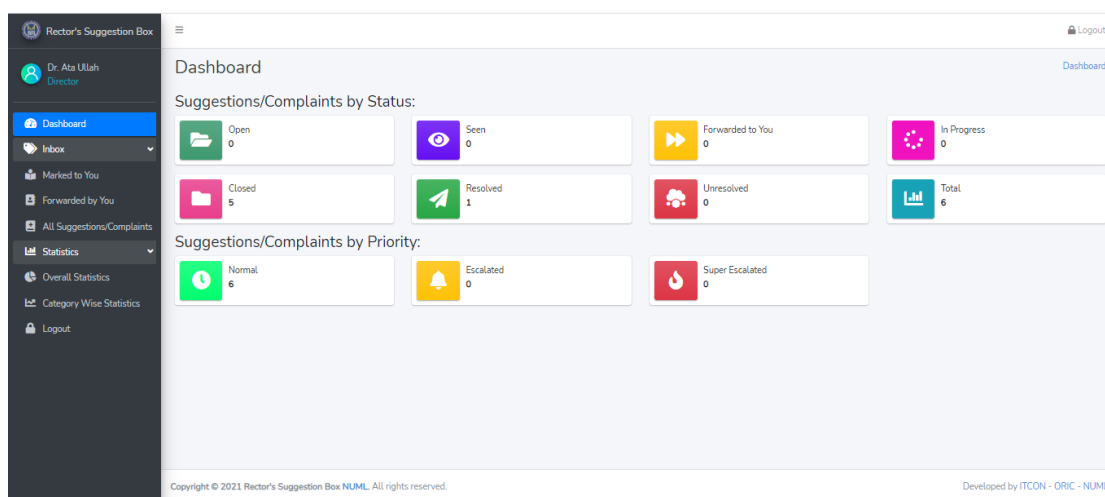 Rector's Suggestion Box
Logout
Dr. Ata Ullah
Director
Dashboard
Inbox
Marked to You
Forwarded by You
All Suggestions/Complaints
Statistics
Overall Statistics
Category Wise Statistics
Logout
Dashboard
Dashboard
Suggestions/Complaints by Status:
Open
0
Seen
0
Forwarded to You
0
In Progress
0
Closed
5
Resolved
1
Unresolved
0
Total
6
Suggestions/Complaints by Priority:
Normal
6
Escalated
0
Super Escalated
0
Copyright © 2021 Rector's Suggestion Box NUML. All rights reserved.
Developed by ITCON - ORIC - NUML